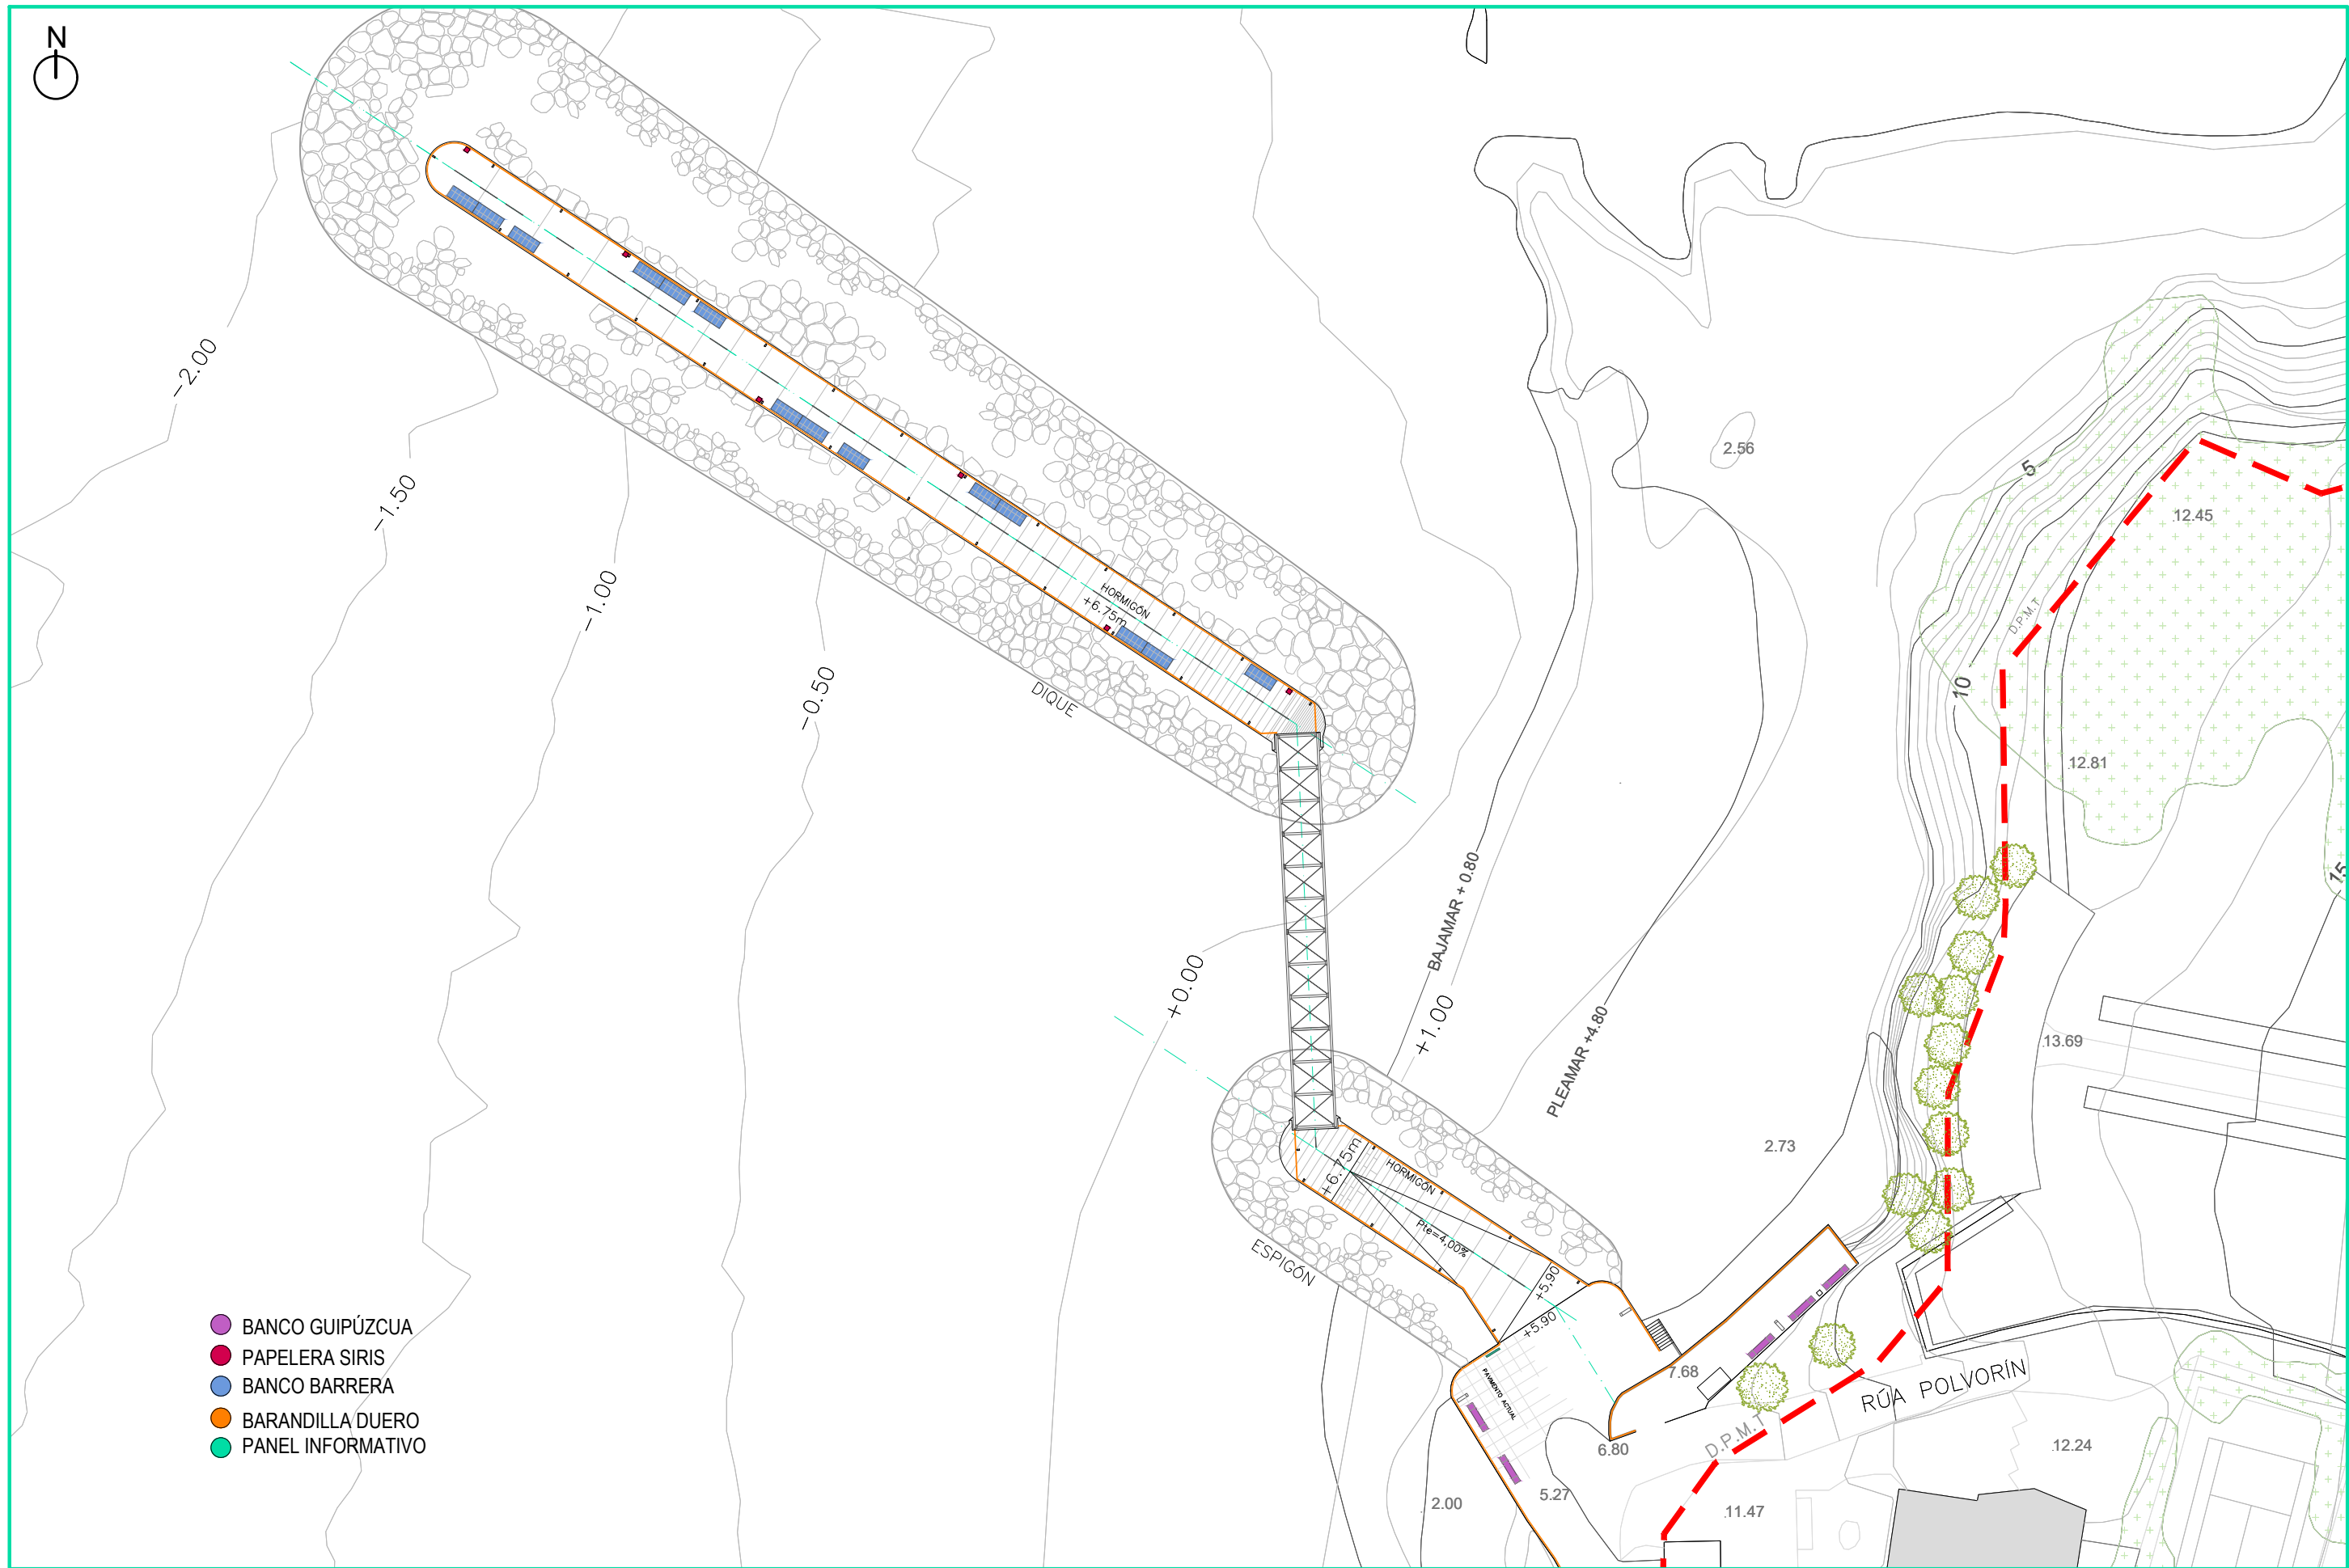 N
-2.00
-1.50
-1.00
-0.50
+0.00
+1.00
BAJAMAR + 0.80
PLEAMAR +4.80
HORMIGÓN
+6.75m
DIQUE
2.56
5
.12.45
D.P.M.T
10
.12.81
15
.13.69
2.73
+6.75m
HORMIGÓN
Pte=4,00%
ESPIGÓN
+5,90
+5.90
PAVIMENTO ACTUAL
7.68
6.80
5.27
2.00
D.P.M.T
RÚA POLVORÍN
.12.24
.11.47
BANCO GUIPÚZCUA
PAPELERA SIRIS
BANCO BARRERA
BARANDILLA DUERO
PANEL INFORMATIVO